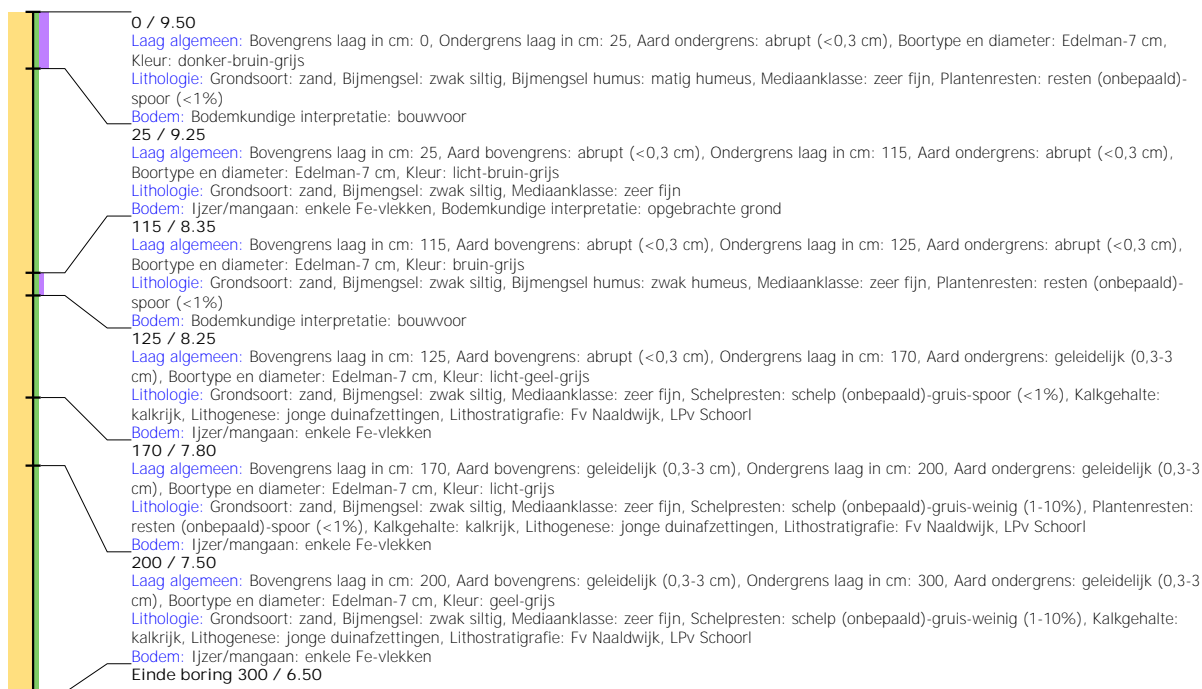 0 / 9.50
Laag algemeen: Bovengrens laag in cm: 0, Ondergrens laag in cm: 25, Aard ondergrens: abrupt (<0,3 cm), Boortype en diameter: Edelman-7 cm,
Kleur: donker-bruin-grijs
Lithologie: Grondsoort: zand, Bijmengsel: zwak siltig, Bijmengsel humus: matig humeus, Mediaanklasse: zeer fijn, Plantenresten: resten (onbepaald)-
spoor (<1%)
Bodem: Bodemkundige interpretatie: bouwvoor
25 / 9.25
Laag algemeen: Bovengrens laag in cm: 25, Aard bovengrens: abrupt (<0,3 cm), Ondergrens laag in cm: 115, Aard ondergrens: abrupt (<0,3 cm),
Boortype en diameter: Edelman-7 cm, Kleur: licht-bruin-grijs
Lithologie: Grondsoort: zand, Bijmengsel: zwak siltig, Mediaanklasse: zeer fijn
Bodem: Ijzer/mangaan: enkele Fe-vlekken, Bodemkundige interpretatie: opgebrachte grond
115 / 8.35
Laag algemeen: Bovengrens laag in cm: 115, Aard bovengrens: abrupt (<0,3 cm), Ondergrens laag in cm: 125, Aard ondergrens: abrupt (<0,3 cm),
Boortype en diameter: Edelman-7 cm, Kleur: bruin-grijs
Lithologie: Grondsoort: zand, Bijmengsel: zwak siltig, Bijmengsel humus: zwak humeus, Mediaanklasse: zeer fijn, Plantenresten: resten (onbepaald)-
spoor (<1%)
Bodem: Bodemkundige interpretatie: bouwvoor
125 / 8.25
Laag algemeen: Bovengrens laag in cm: 125, Aard bovengrens: abrupt (<0,3 cm), Ondergrens laag in cm: 170, Aard ondergrens: geleidelijk (0,3-3
cm), Boortype en diameter: Edelman-7 cm, Kleur: licht-geel-grijs
Lithologie: Grondsoort: zand, Bijmengsel: zwak siltig, Mediaanklasse: zeer fijn, Schelpresten: schelp (onbepaald)-gruis-spoor (<1%), Kalkgehalte:
kalkrijk, Lithogenese: jonge duinafzettingen, Lithostratigrafie: Fv Naaldwijk, LPv Schoorl
Bodem: Ijzer/mangaan: enkele Fe-vlekken
170 / 7.80
Laag algemeen: Bovengrens laag in cm: 170, Aard bovengrens: geleidelijk (0,3-3 cm), Ondergrens laag in cm: 200, Aard ondergrens: geleidelijk (0,3-3
cm), Boortype en diameter: Edelman-7 cm, Kleur: licht-grijs
Lithologie: Grondsoort: zand, Bijmengsel: zwak siltig, Mediaanklasse: zeer fijn, Schelpresten: schelp (onbepaald)-gruis-weinig (1-10%), Plantenresten:
resten (onbepaald)-spoor (<1%), Kalkgehalte: kalkrijk, Lithogenese: jonge duinafzettingen, Lithostratigrafie: Fv Naaldwijk, LPv Schoorl
Bodem: Ijzer/mangaan: enkele Fe-vlekken
200 / 7.50
Laag algemeen: Bovengrens laag in cm: 200, Aard bovengrens: geleidelijk (0,3-3 cm), Ondergrens laag in cm: 300, Aard ondergrens: geleidelijk (0,3-3
cm), Boortype en diameter: Edelman-7 cm, Kleur: geel-grijs
Lithologie: Grondsoort: zand, Bijmengsel: zwak siltig, Mediaanklasse: zeer fijn, Schelpresten: schelp (onbepaald)-gruis-weinig (1-10%), Kalkgehalte:
kalkrijk, Lithogenese: jonge duinafzettingen, Lithostratigrafie: Fv Naaldwijk, LPv Schoorl
Bodem: Ijzer/mangaan: enkele Fe-vlekken
Einde boring 300 / 6.50